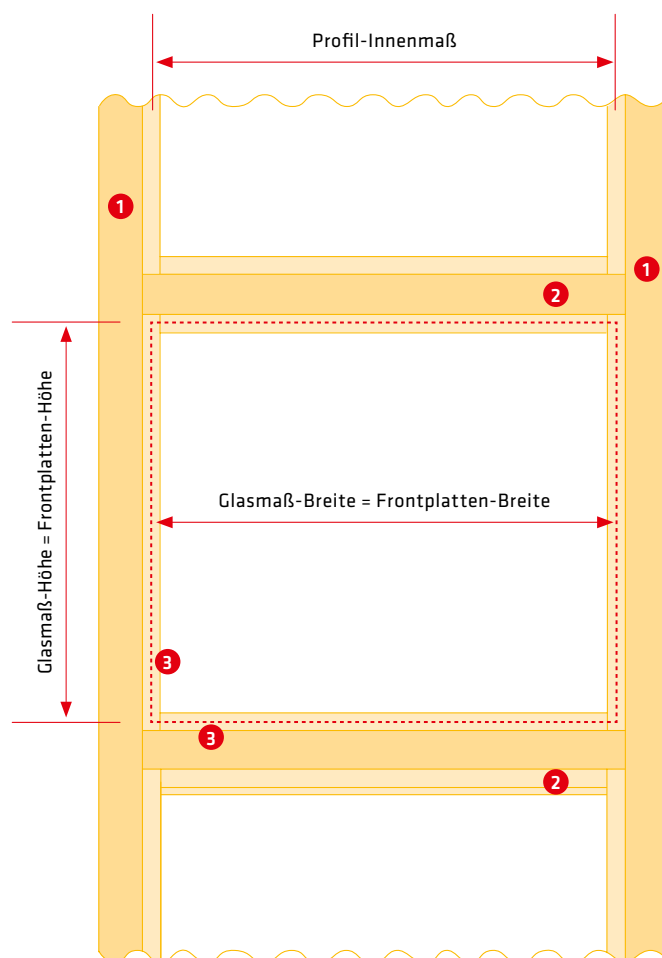 Profil-Innenmaß
1
1
2
Glasmaß-Höhe = Frontplatten-Höhe
Glasmaß-Breite = Frontplatten-Breite
3
3
2